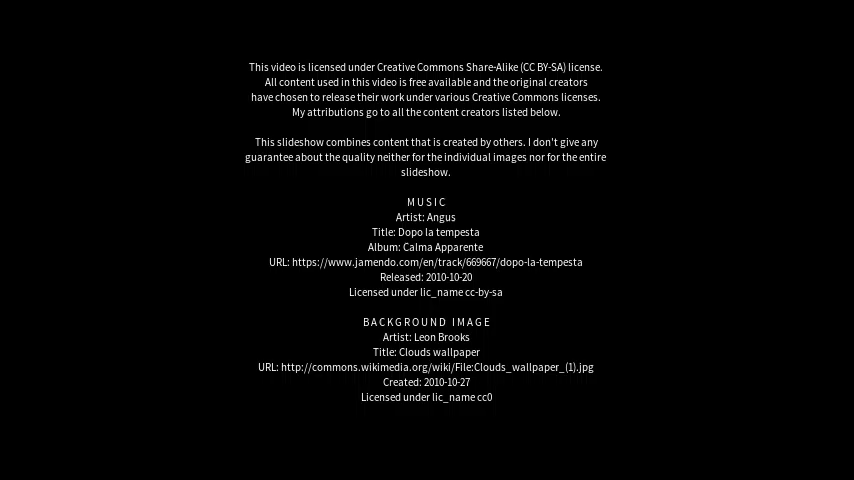 This video is licensed under Creative Commons Share-Alike (CC BY-SA) license.
All content used in this video is free available and the original creators
have chosen to release their work under various Creative Commons licenses.
My attributions go to all the content creators listed below.
This slideshow combines content that is created by others. I don't give any
guarantee about the quality neither for the individual images nor for the entire
slideshow.
MUSIC
Artist: Angus
Title: Dopo la tempesta
Album: Calma Apparente
URL: https://www.jamendo.com/en/track/669667/dopo-la-tempesta
Released: 2010-10-20
Licensed under lic_name cc-by-sa
BACKGROUND IMAGE
Artist: Leon Brooks
Title: Clouds wallpaper
URL: http://commons.wikimedia.org/wiki/File:Clouds_wallpaper_(1).jpg
Created: 2010-10-27
Licensed under lic_name cc0